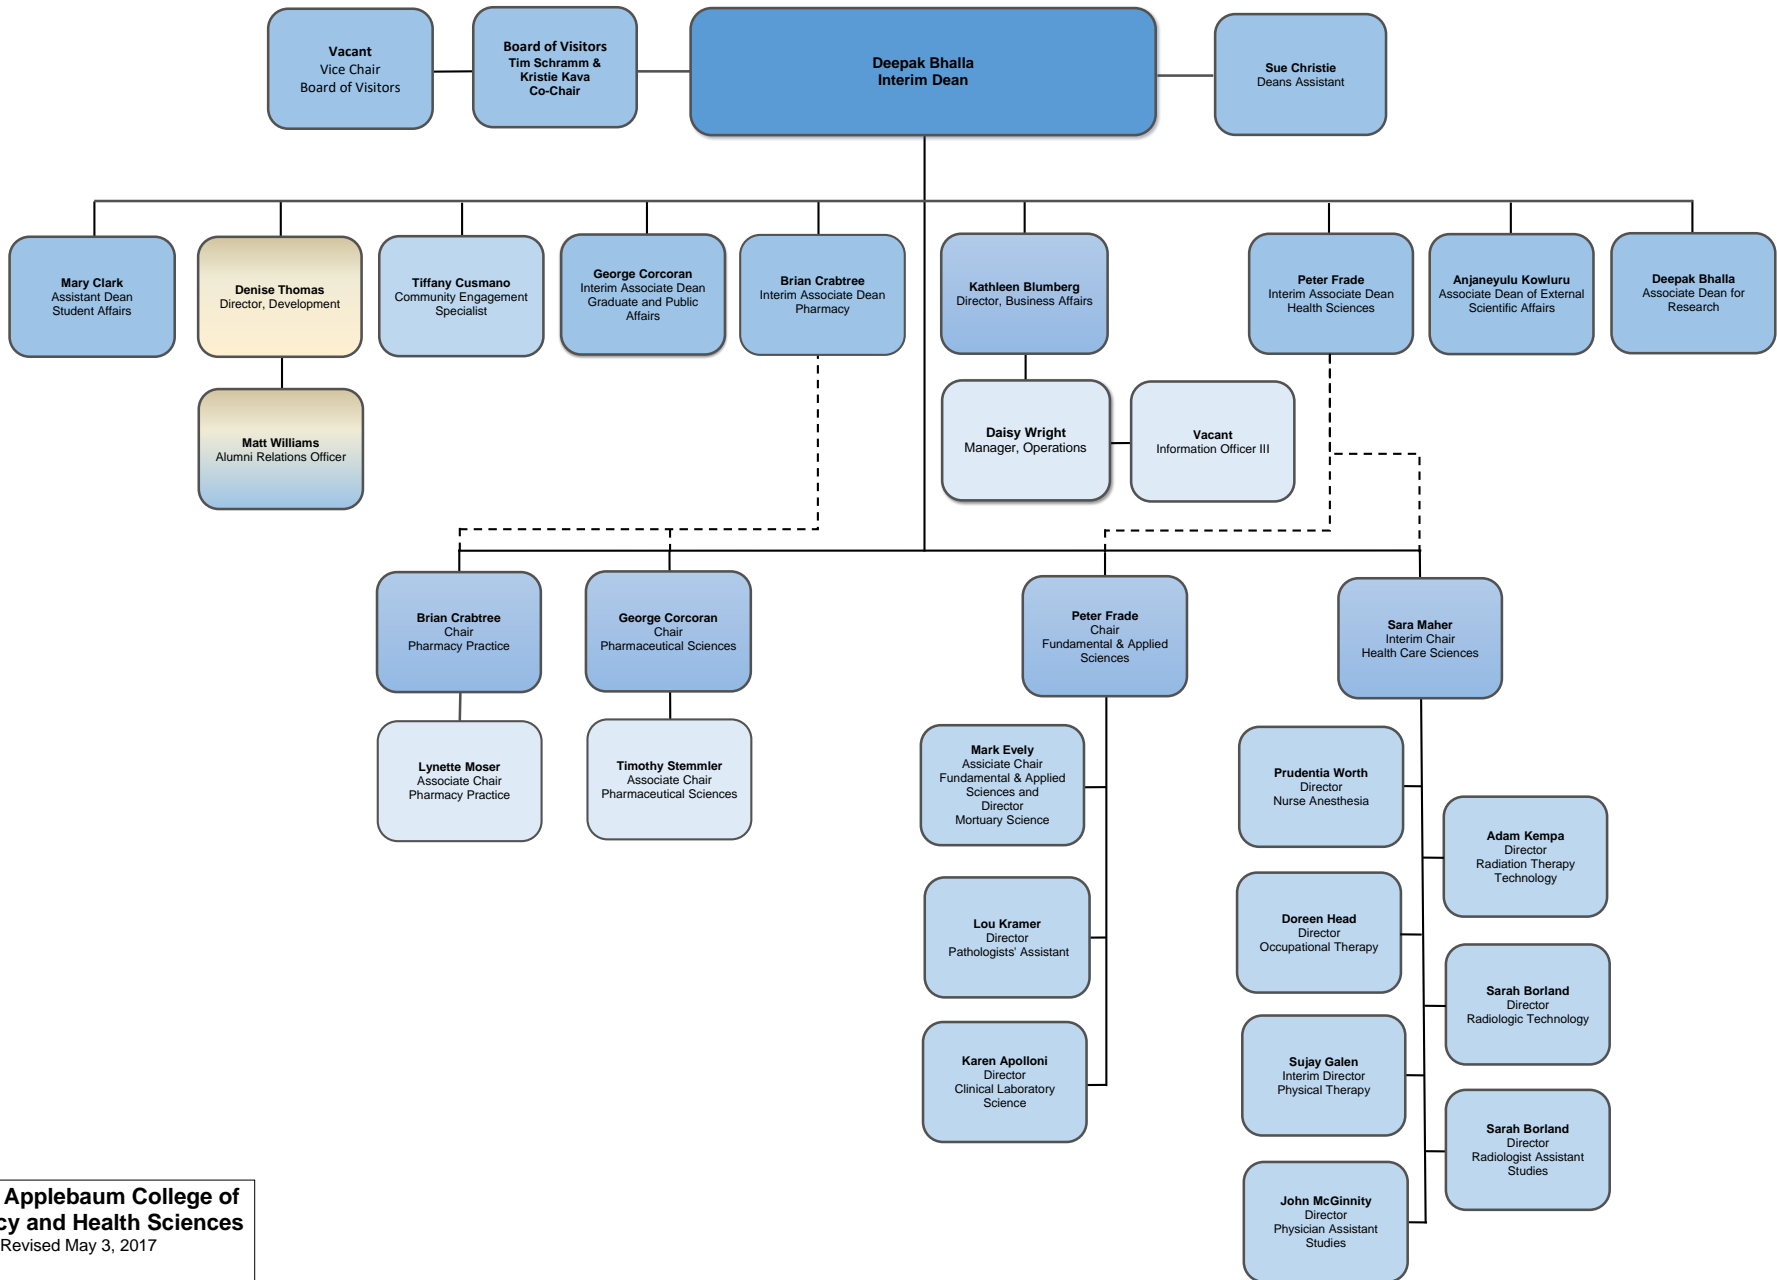 Vacant
Vice Chair
Board of Visitors
Board of Visitors
Tim Schramm &
Kristie Kava
Co-Chair
Deepak Bhalla
Interim Dean
Sue Christie
Deans Assistant
Mary Clark
Assistant Dean
Student Affairs
Denise Thomas
Director, Development
Tiffany Cusmano
Community Engagement
Specialist
George Corcoran
Interim Associate Dean
Graduate and Public
Affairs
Brian Crabtree
Interim Associate Dean
Pharmacy
Kathleen Blumberg
Director, Business Affairs
Peter Frade
Interim Associate Dean
Health Sciences
Anjaneyulu Kowluru
Associate Dean of External
Scientific Affairs
Deepak Bhalla
Associate Dean for
Research
Matt Williams
Alumni Relations Officer
Daisy Wright
Manager, Operations
Vacant
Information Officer III
Brian Crabtree
Chair
Pharmacy Practice
George Corcoran
Chair
Pharmaceutical Sciences
Peter Frade
Chair
Fundamental & Applied
Sciences
Sara Maher
Interim Chair
Health Care Sciences
Lynette Moser
Associate Chair
Pharmacy Practice
Timothy Stemmler
Associate Chair
Pharmaceutical Sciences
Mark Evely
Assiciate Chair
Fundamental & Applied
Sciences and
Director
Mortuary Science
Prudentia Worth
Director
Nurse Anesthesia
Adam Kempa
Director
Radiation Therapy
Technology
Lou Kramer
Director
Pathologists' Assistant
Doreen Head
Director
Occupational Therapy
Sarah Borland
Director
Radiologic Technology
Karen Apolloni
Director
Clinical Laboratory
Science
Sujay Galen
Interim Director
Physical Therapy
Sarah Borland
Director
Radiologist Assistant
Studies
John McGinnity
Director
Physician Assistant
Studies
Applebaum College of
cy and Health Sciences
Revised May 3, 2017